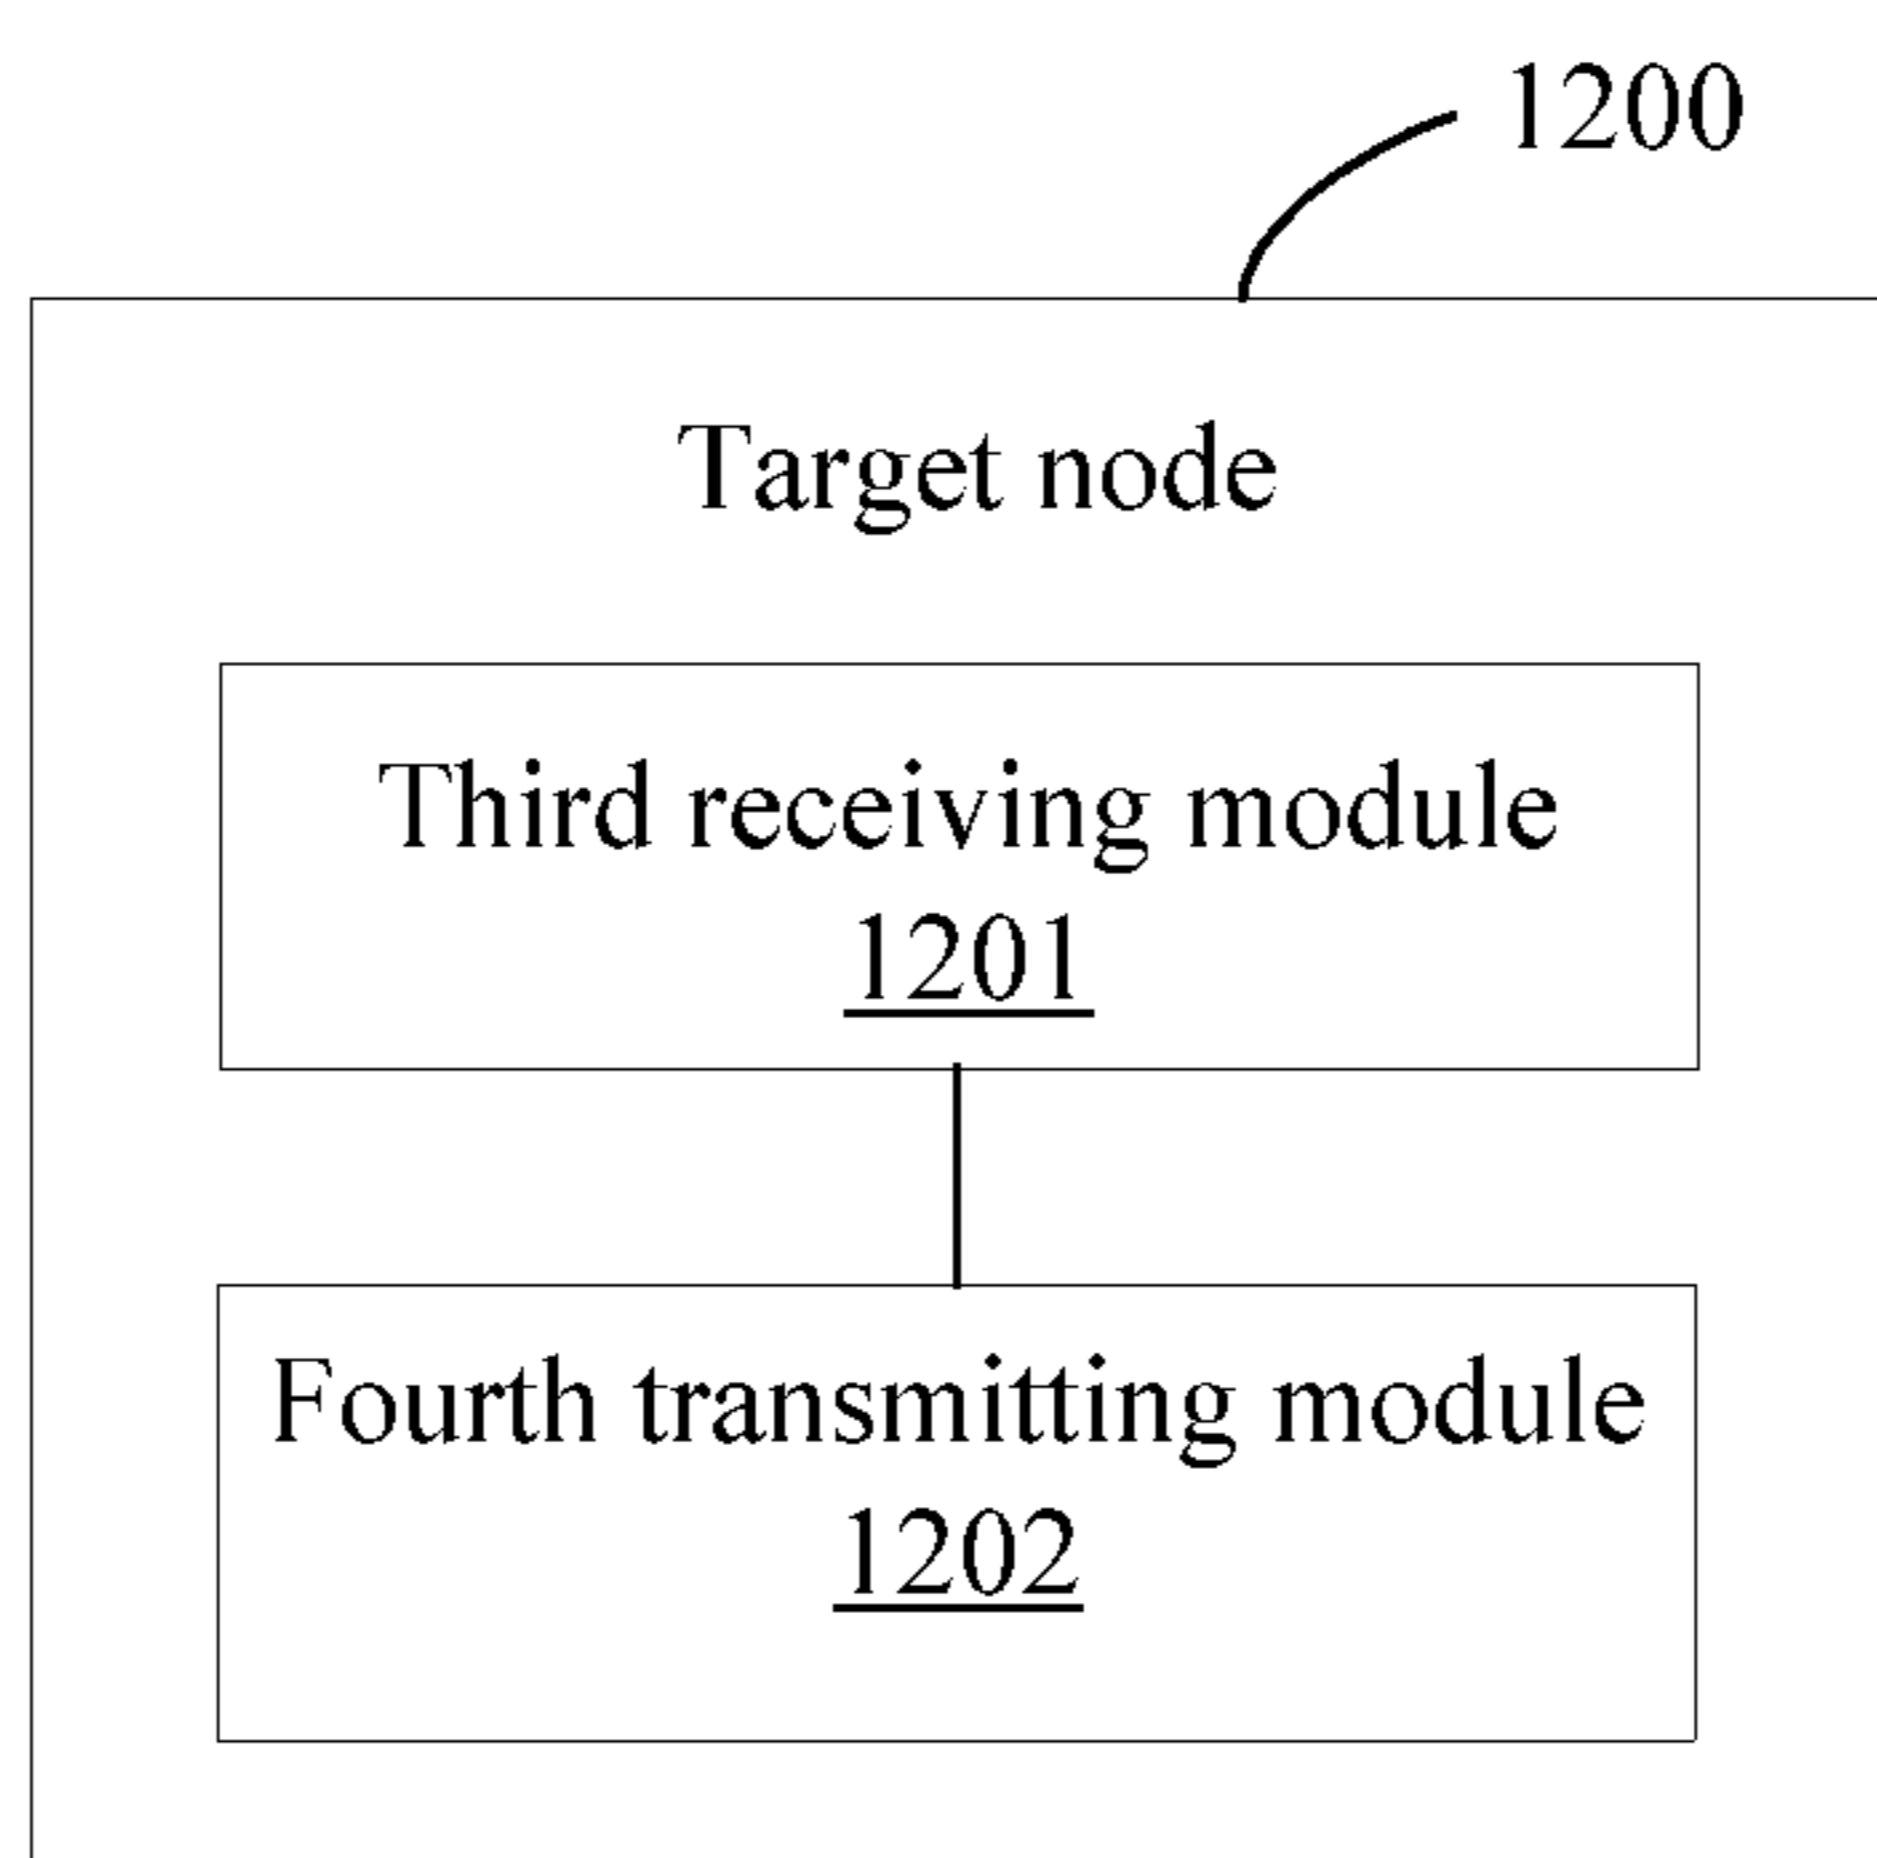 1200
Target node
Third receiving module
1201
Fourth transmitting module
1202